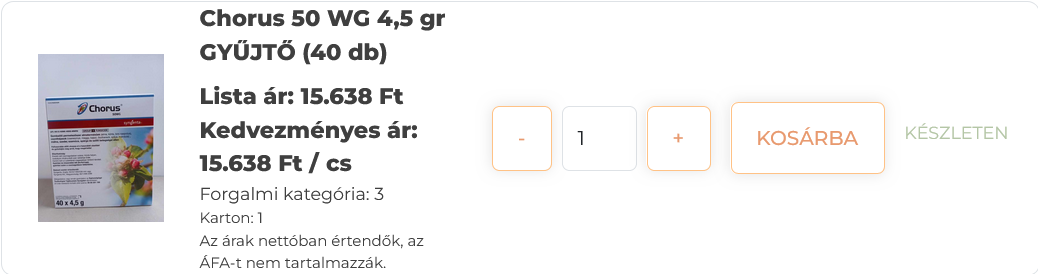 Chorus 50 WG 4,5 gr
GYŰJTŐ (40 db)
Lista ár: 15.638 Ft
Kedvezményes ár:
15.638 Ft / cs
Forgalmi kategória: 3
Karton: 1
Az árak nettóban értendők, az
ÁFA-t nem tartalmazzák.
-
1
+
KOSÁRBA
KÉSZLETEN
Chorus
syngenta
40 x 4,5 g